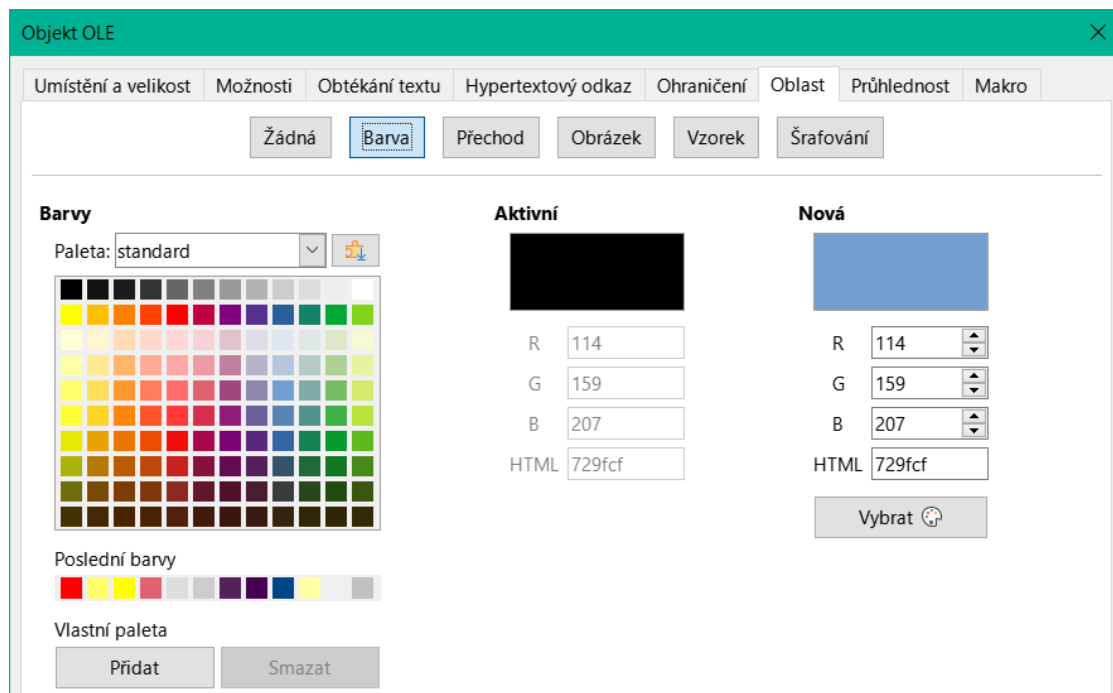 Objekt OLE
Umístění a velikost Možnosti Obtékání textu Hypertextový odkaz Ohraničení Oblast Průhlednost Makro
Žádná Barva Přechod Obrázek Vzorek Šrafování
Barvy Aktivní Nová
Paleta: standard
R 114 R 114
G 159 G 159
B 207 B 207
HTML 729fcf HTML 729fcf
Vybrat
Poslední barvy
Vlastní paleta
Přidat Smazat